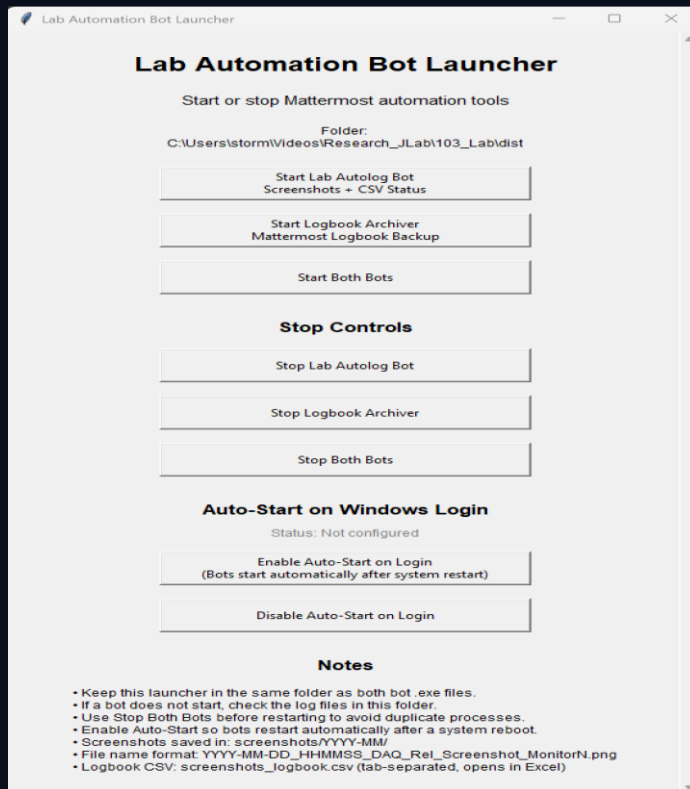 Lab Automation Bot Launcher
Lab Automation Bot Launcher
Start or stop Mattermost automation tools
Folder:
C:\Users\storm\Videos\Research_JLab\103_Lab\dist
Start Lab Autolog Bot
Screenshots + CSV Status
Start Logbook Archiver
Mattermost Logbook Backup
Start Both Bots
Stop Controls
Stop Lab Autolog Bot
Stop Logbook Archiver
Stop Both Bots
Auto-Start on Windows Login
Status: Not configured
Enable Auto-Start on Login
(Bots start automatically after system restart)
Disable Auto-Start on Login
Notes
• Keep this launcher in the same folder as both bot .exe files.
• If a bot does not start, check the log files in this folder.
• Use Stop Both Bots before restarting to avoid duplicate processes.
• Enable Auto-Start so bots restart automatically after a system reboot.
• Screenshots saved in: screenshots/YYYY-MM/
• File name format: YYYY-MM-DD_HHMMSS_DAQ_Rel_Screenshot_MonitorN.png
• Logbook CSV: screenshots_logbook.csv (tab-separated, opens in Excel)